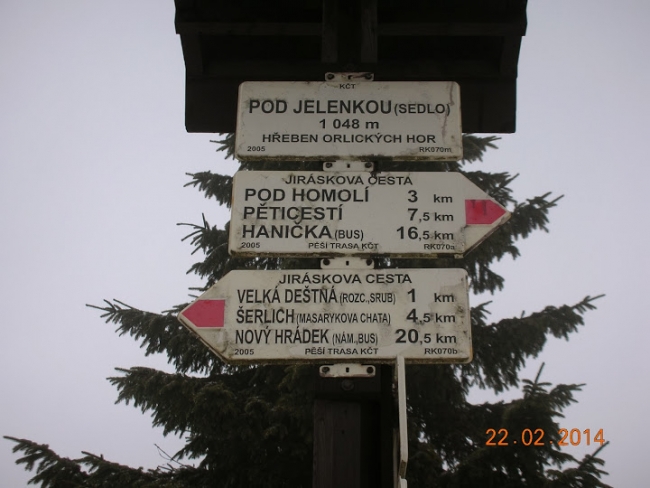 KČT
POD JELENKOU (SEDLO)
1 048 m
HŘEBEN ORLICKÝCH HOR
2005 RK070m
JIRÁSKOVA CESTA
POD HOMOLÍ 3 KM
PĚTICESTÍ 7,5 km
HANIČKA (BUS) 16,5 km
2005 PĚŠÍ TRASA KČT RK070a
JIRÁSKOVA CESTA
VELKÁ DEŠTNÁ (ROZC.,SRUB) 1 km
ŠERLICH (MASARYKOVA CHATA) 4,5 km
NOVÝ HRÁDEK (NÁM.,BUS) 20,5 km
2005 PĚŠÍ TRASA KČT RK070b
22.02.2014